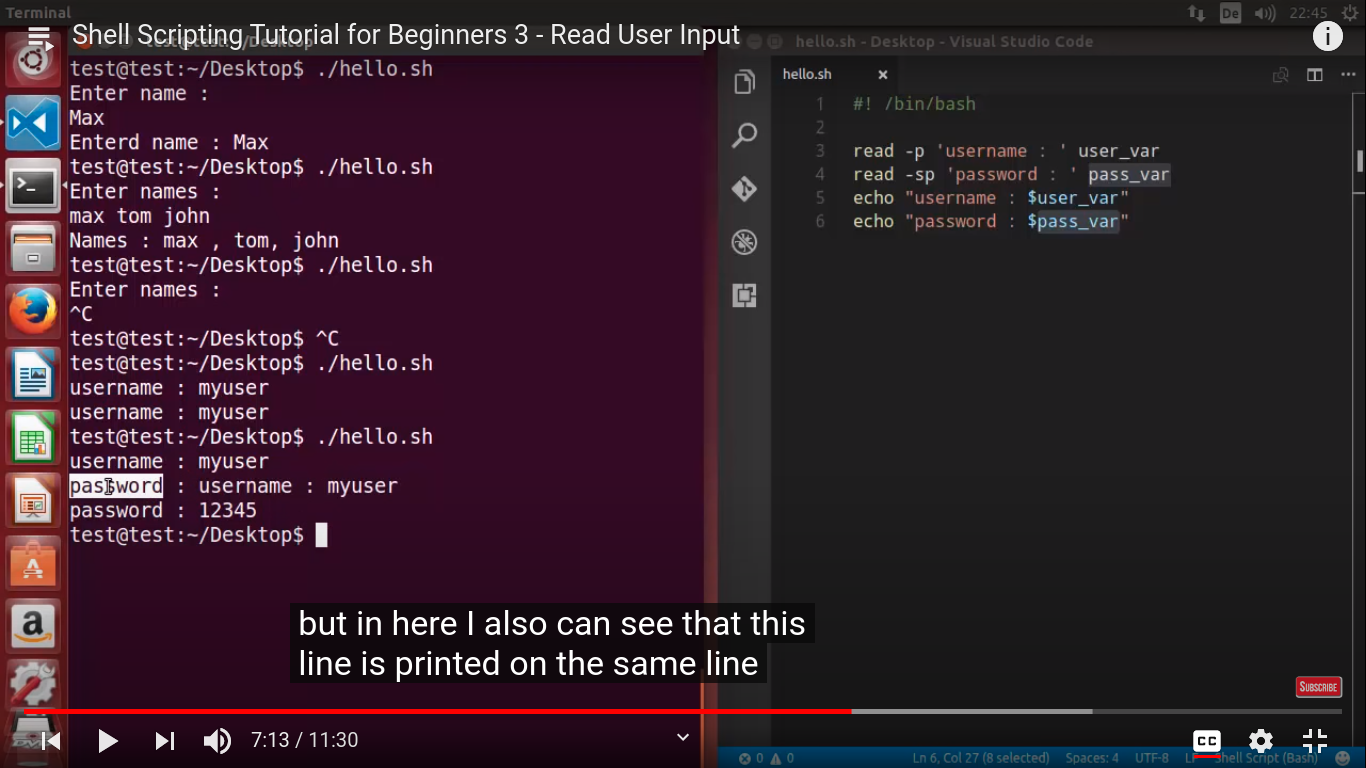 Terminal
De
22:45
Shell Scripting Tutorial for Beginners 3 - Read User Input
hello.sh - Desktop - Visual Studio Code
test@test:~/Desktop$ ./hello.sh
Enter name :
Max
Enterd name : Max
test@test:~/Desktop$ ./hello.sh
Enter names :
max tom john
Names : max , tom, john
test@test:~/Desktop$ ./hello.sh
Enter names :
^C
test@test:~/Desktop$ ^C
test@test:~/Desktop$ ./hello.sh
username : myuser
username : myuser
test@test:~/Desktop$ ./hello.sh
username : myuser
password : username : myuser
password : 12345
test@test:~/Desktop$
hello.sh
1 #! /bin/bash
2
3 read -p 'username : ' user_var
4 read -sp 'password : ' pass_var
5 echo "username : $user_var"
6 echo "password : $pass_var"
but in here I also can see that this
line is printed on the same line
SUBSCRIBE
7:13 / 11:30
CC
0 0
Ln 6, Col 27 (8 selected)
Spaces: 4
UTF-8
LF
Shell Script (Bash)